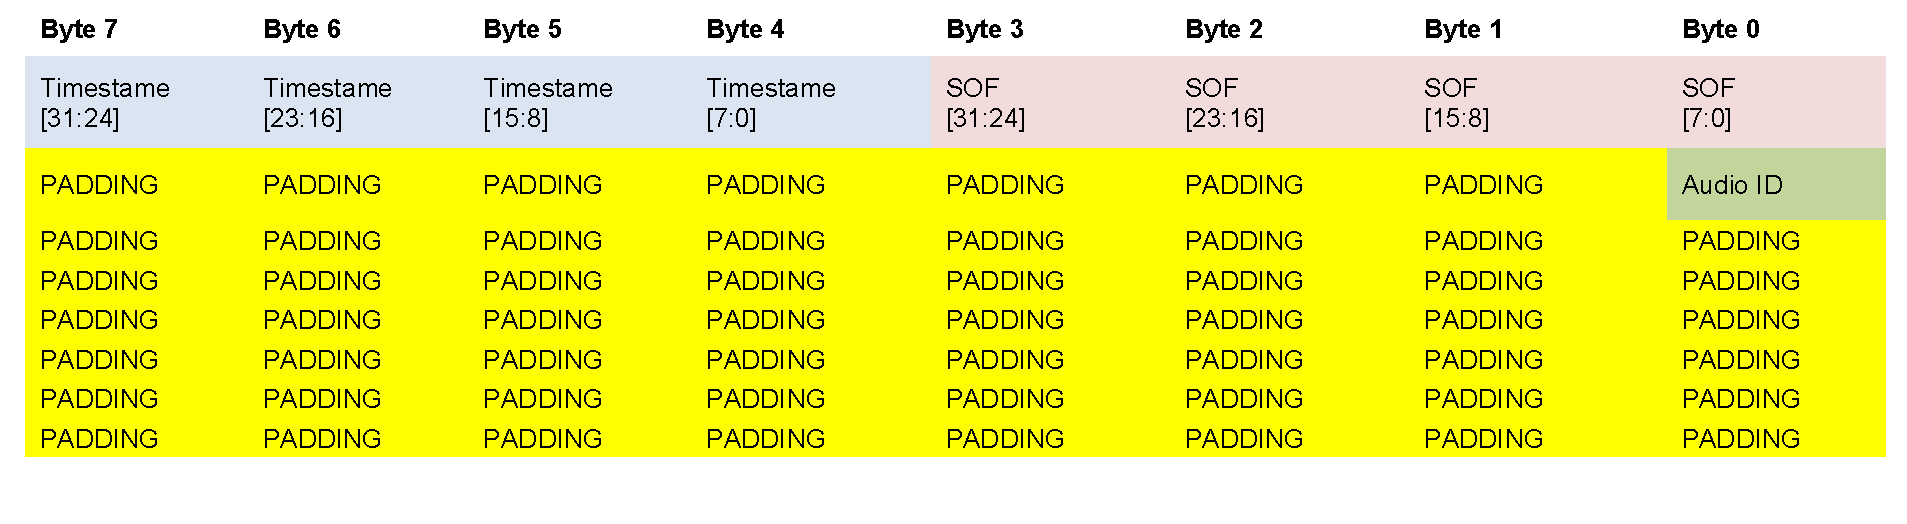 Byte 7 Byte 6 Byte 5 Byte 4 Byte 3 Byte 2 Byte 1 Byte 0
Timestame Timestame Timestame Timestame SOF SOF SOF SOF
[31:24] [23:16] [15:8] [7:0] [31:24] [23:16] [15:8] [7:0]
PADDING PADDING PADDING PADDING PADDING PADDING PADDING Audio ID
PADDING PADDING PADDING PADDING PADDING PADDING PADDING PADDING
PADDING PADDING PADDING PADDING PADDING PADDING PADDING PADDING
PADDING PADDING PADDING PADDING PADDING PADDING PADDING PADDING
PADDING PADDING PADDING PADDING PADDING PADDING PADDING PADDING
PADDING PADDING PADDING PADDING PADDING PADDING PADDING PADDING
PADDING PADDING PADDING PADDING PADDING PADDING PADDING PADDING